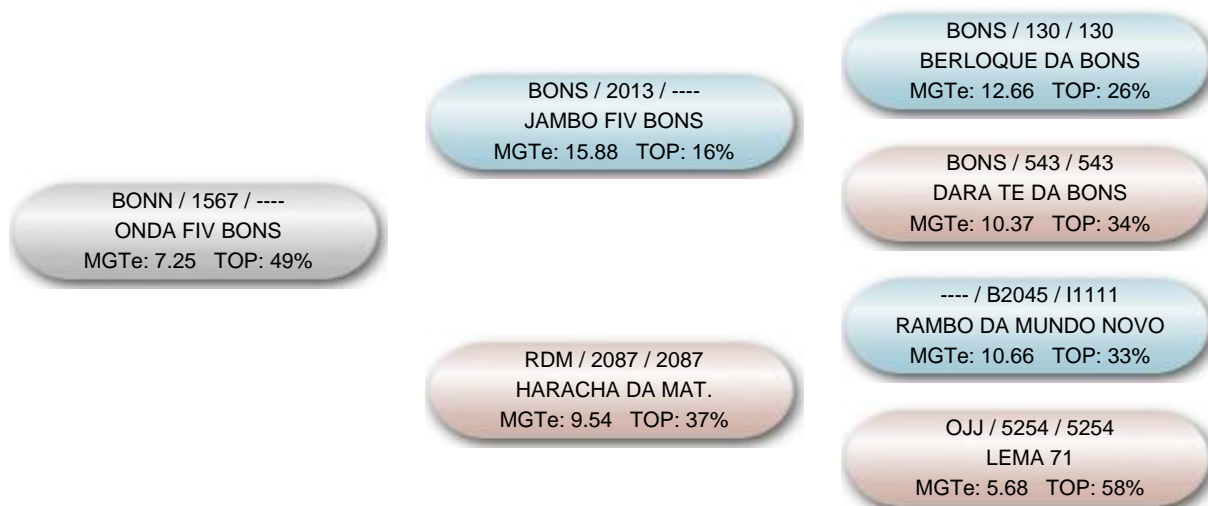 BONN / 1567 / ----
ONDA FIV BONS
MGTe: 7.25 TOP: 49%
BONS / 2013 / ----
JAMBO FIV BONS
MGTe: 15.88 TOP: 16%
RDM / 2087 / 2087
HARACHA DA MAT.
MGTe: 9.54 TOP: 37%
BONS / 130 / 130
BERLOQUE DA BONS
MGTe: 12.66 TOP: 26%
BONS / 543 / 543
DARA TE DA BONS
MGTe: 10.37 TOP: 34%
---- / B2045 / I1111
RAMBO DA MUNDO NOVO
MGTe: 10.66 TOP: 33%
OJJ / 5254 / 5254
LEMA 71
MGTe: 5.68 TOP: 58%